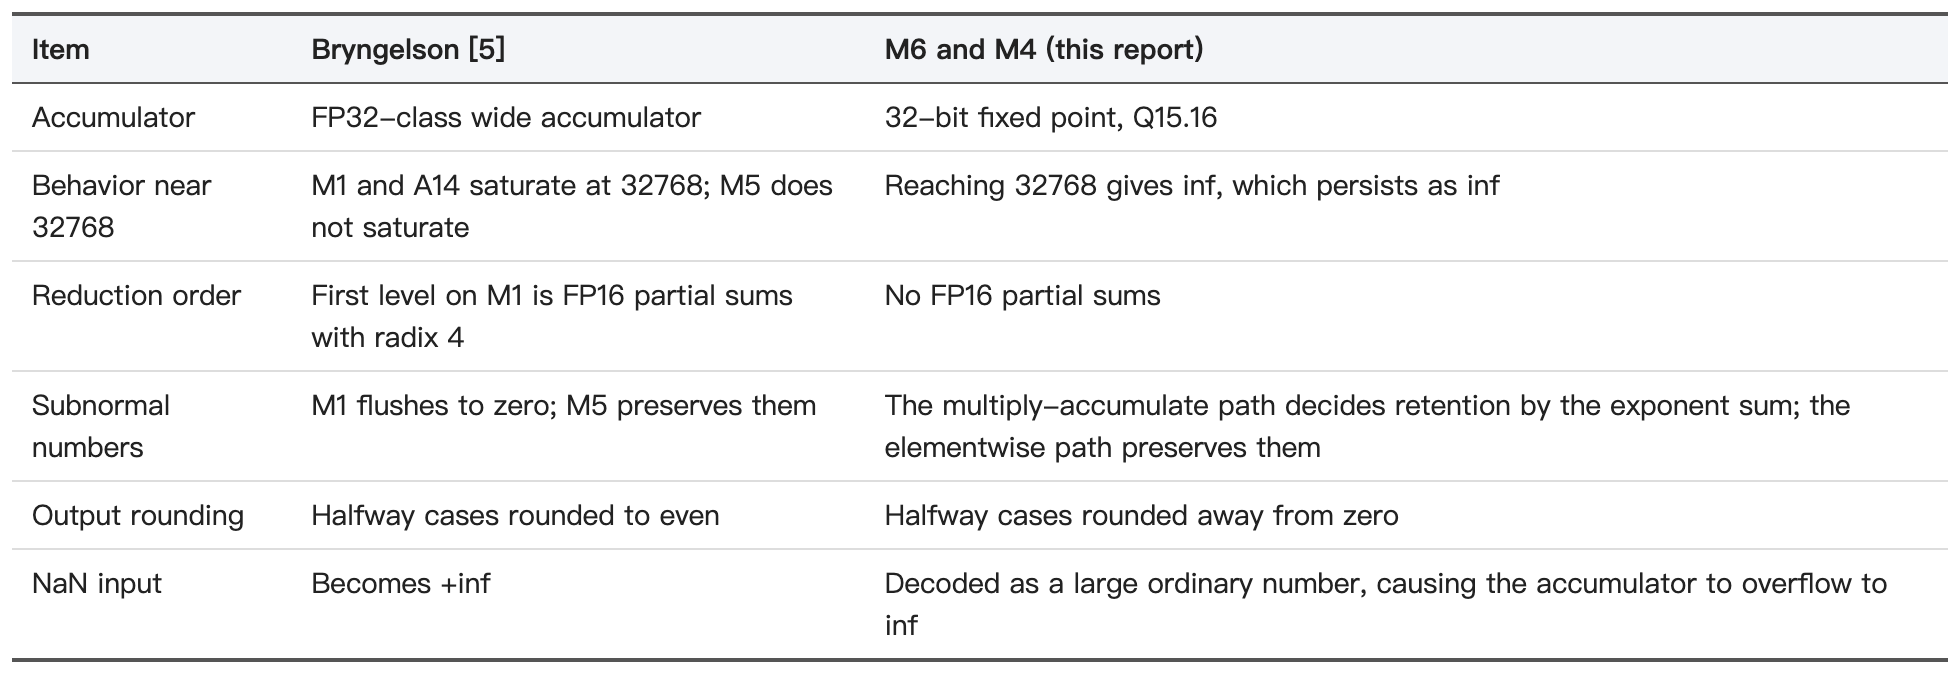 Item Bryngelson [5] M6 and M4 (this report)
Accumulator FP32–class wide accumulator 32–bit fixed point, Q15.16
Behavior near M1 and A14 saturate at 32768; M5 does Reaching 32768 gives inf, which persists as inf
32768 not saturate
Reduction order First level on M1 is FP16 partial sums No FP16 partial sums
with radix 4
Subnormal M1 flushes to zero; M5 preserves them The multiply–accumulate path decides retention by the exponent sum; the
numbers elementwise path preserves them
Output rounding Halfway cases rounded to even Halfway cases rounded away from zero
NaN input Becomes +inf Decoded as a large ordinary number, causing the accumulator to overflow to
inf